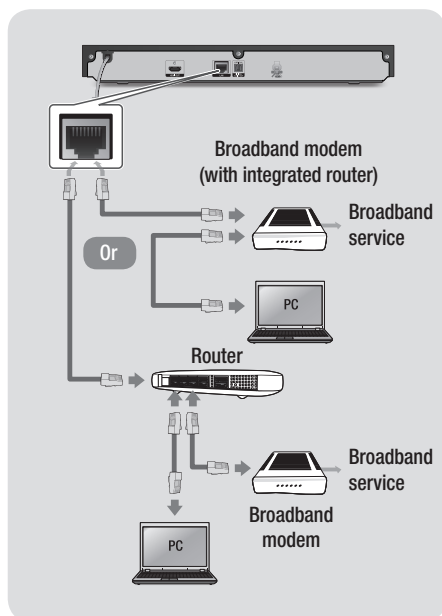 Broadband modem
(with integrated router)
Broadband
service
Or
PC
Router
Broadband
service
Broadband
modem
PC